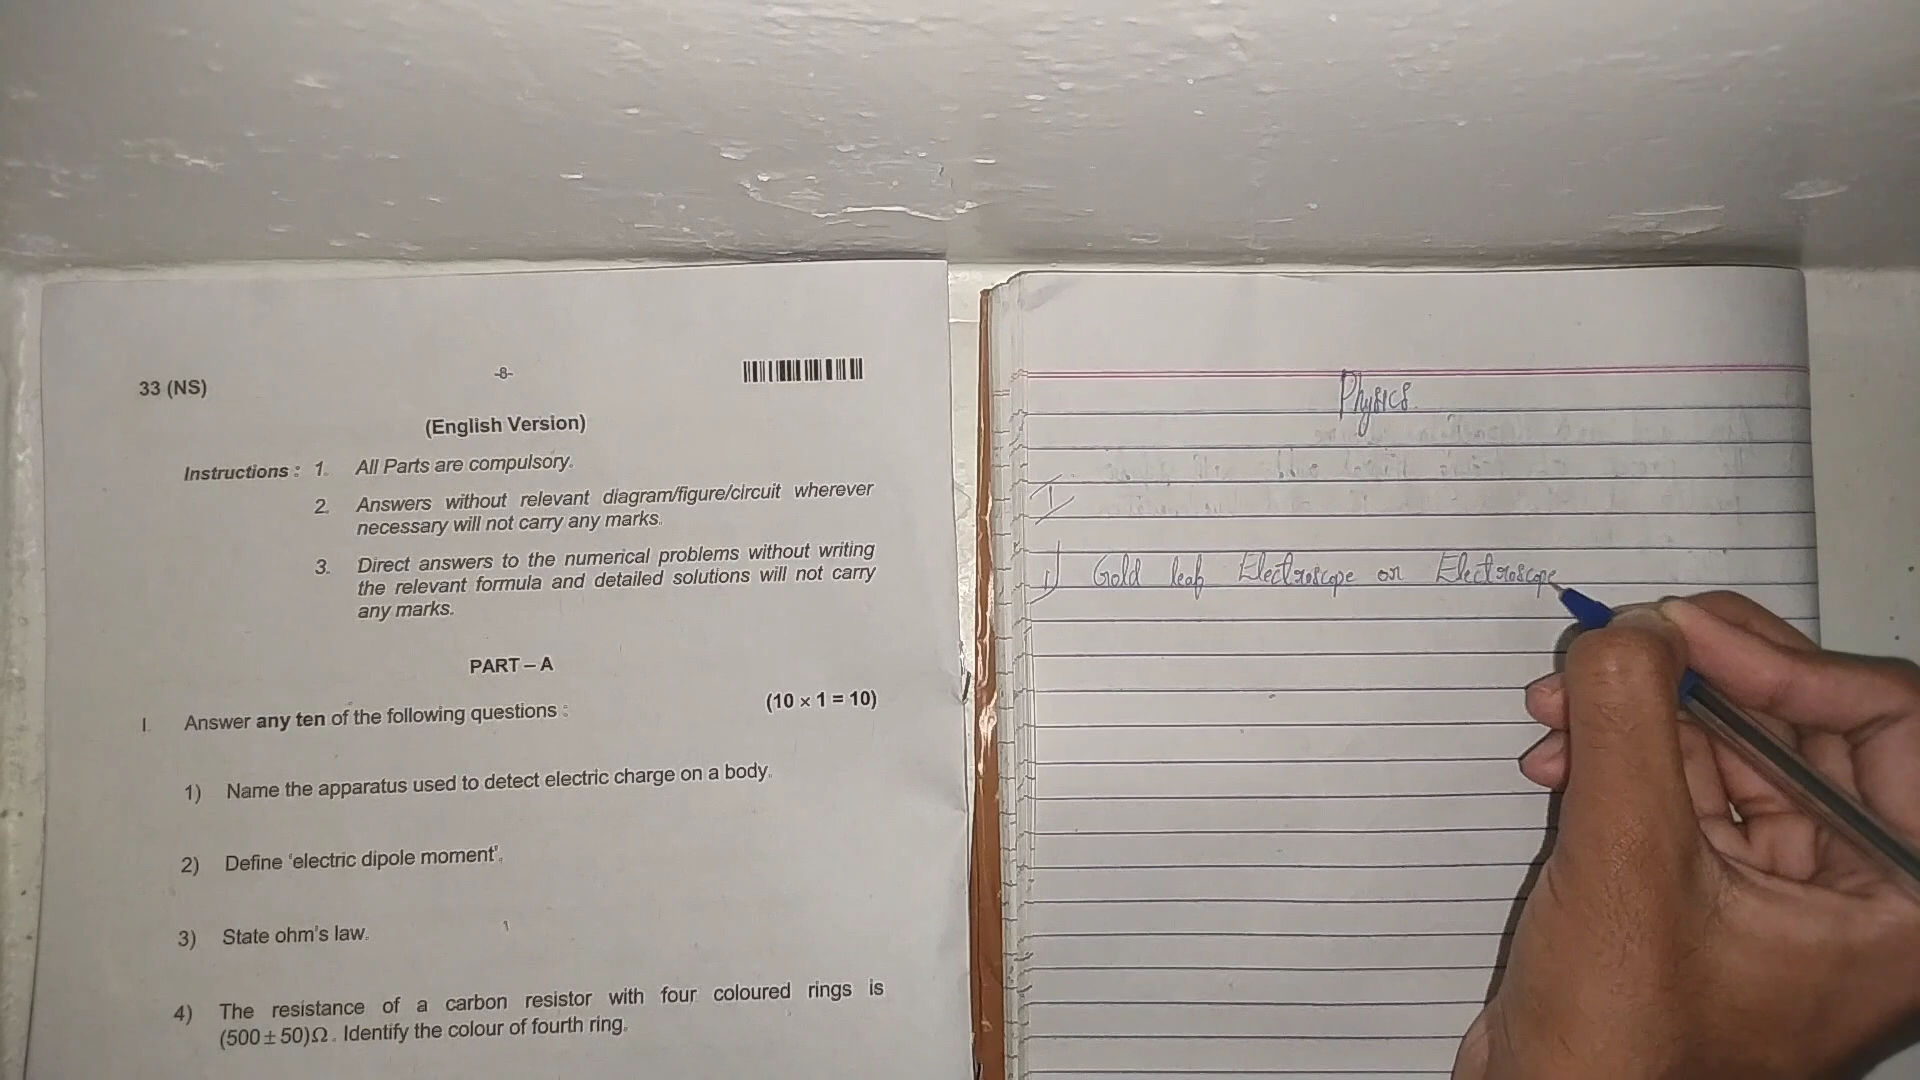 33 (NS)
-8-
(English Version)
Instructions : 1. All Parts are compulsory.
2. Answers without relevant diagram/figure/circuit wherever
necessary will not carry any marks.
3. Direct answers to the numerical problems without writing
the relevant formula and detailed solutions will not carry
any marks.
PART – A
I. Answer any ten of the following questions : (10 × 1 = 10)
1) Name the apparatus used to detect electric charge on a body.
2) Define 'electric dipole moment'.
3) State ohm's law.
4) The resistance of a carbon resistor with four coloured rings is
(500 ± 50)Ω. Identify the colour of fourth ring.
Physics
I
1) Gold leaf Electroscope or Electroscope